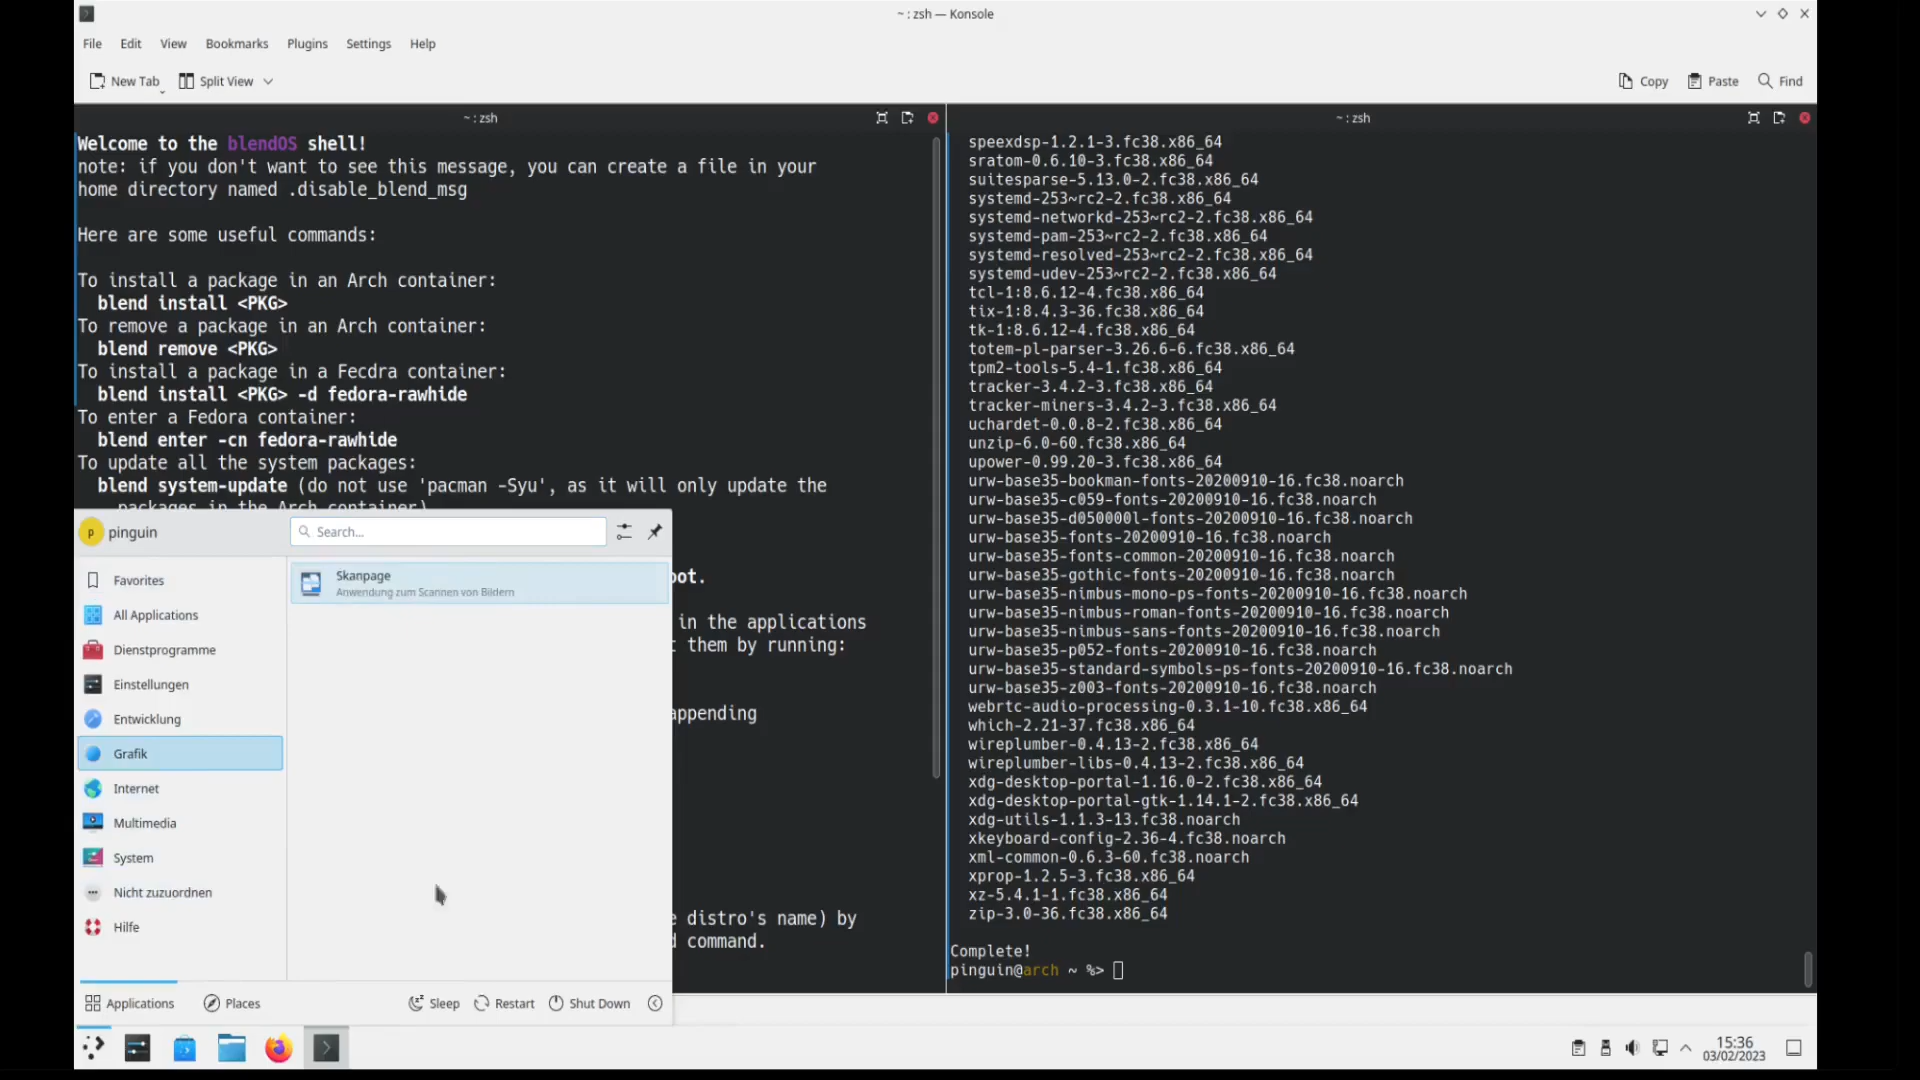 ~ : zsh — Konsole
File Edit View Bookmarks Plugins Settings Help
New Tab Split View Copy Paste Find
~ : zsh
Welcome to the blendOS shell!
note: if you don't want to see this message, you can create a file in your
home directory named .disable_blend_msg
Here are some useful commands:
To install a package in an Arch container:
blend install <PKG>
To remove a package in an Arch container:
blend remove <PKG>
To install a package in a Fecdra container:
blend install <PKG> -d fedora-rawhide
To enter a Fedora container:
blend enter -cn fedora-rawhide
To update all the system packages:
blend system-update (do not use 'pacman -Syu', as it will only update the
packages in the Arch container)
oot.
in the applications
t them by running:
appending
e distro's name) by
d command.
p pinguin
Search...
Favorites
All Applications
Dienstprogramme
Einstellungen
Entwicklung
Grafik
Internet
Multimedia
System
Nicht zuzuordnen
Hilfe
Skanpage
Anwendung zum Scannen von Bildern
Applications Places Sleep Restart Shut Down
~ : zsh
speexdsp-1.2.1-3.fc38.x86_64
sratom-0.6.10-3.fc38.x86_64
suitesparse-5.13.0-2.fc38.x86_64
systemd-253~rc2-2.fc38.x86_64
systemd-networkd-253~rc2-2.fc38.x86_64
systemd-pam-253~rc2-2.fc38.x86_64
systemd-resolved-253~rc2-2.fc38.x86_64
systemd-udev-253~rc2-2.fc38.x86_64
tcl-1:8.6.12-4.fc38.x86_64
tix-1:8.4.3-36.fc38.x86_64
tk-1:8.6.12-4.fc38.x86_64
totem-pl-parser-3.26.6-6.fc38.x86_64
tpm2-tools-5.4-1.fc38.x86_64
tracker-3.4.2-3.fc38.x86_64
tracker-miners-3.4.2-3.fc38.x86_64
uchardet-0.0.8-2.fc38.x86_64
unzip-6.0-60.fc38.x86_64
upower-0.99.20-3.fc38.x86_64
urw-base35-bookman-fonts-20200910-16.fc38.noarch
urw-base35-c059-fonts-20200910-16.fc38.noarch
urw-base35-d050000l-fonts-20200910-16.fc38.noarch
urw-base35-fonts-20200910-16.fc38.noarch
urw-base35-fonts-common-20200910-16.fc38.noarch
urw-base35-gothic-fonts-20200910-16.fc38.noarch
urw-base35-nimbus-mono-ps-fonts-20200910-16.fc38.noarch
urw-base35-nimbus-roman-fonts-20200910-16.fc38.noarch
urw-base35-nimbus-sans-fonts-20200910-16.fc38.noarch
urw-base35-p052-fonts-20200910-16.fc38.noarch
urw-base35-standard-symbols-ps-fonts-20200910-16.fc38.noarch
urw-base35-z003-fonts-20200910-16.fc38.noarch
webrtc-audio-processing-0.3.1-10.fc38.x86_64
which-2.21-37.fc38.x86_64
wireplumber-0.4.13-2.fc38.x86_64
wireplumber-libs-0.4.13-2.fc38.x86_64
xdg-desktop-portal-1.16.0-2.fc38.x86_64
xdg-desktop-portal-gtk-1.14.1-2.fc38.x86_64
xdg-utils-1.1.3-13.fc38.noarch
xkeyboard-config-2.36-4.fc38.noarch
xml-common-0.6.3-60.fc38.noarch
xprop-1.2.5-3.fc38.x86_64
xz-5.4.1-1.fc38.x86_64
zip-3.0-36.fc38.x86_64
Complete!
pinguin@arch ~ %>
15:36
03/02/2023